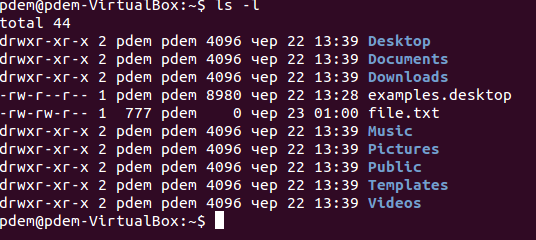 pdem@pdem-VirtualBox:~$ ls -l
total 44
drwxr-xr-x 2 pdem pdem 4096 чер 22 13:39 Desktop
drwxr-xr-x 2 pdem pdem 4096 чер 22 13:39 Documents
drwxr-xr-x 2 pdem pdem 4096 чер 22 13:39 Downloads
-rw-r--r-- 1 pdem pdem 8980 чер 22 13:28 examples.desktop
-rw-rw-r-- 1  777 pdem    0 чер 23 01:00 file.txt
drwxr-xr-x 2 pdem pdem 4096 чер 22 13:39 Music
drwxr-xr-x 2 pdem pdem 4096 чер 22 13:39 Pictures
drwxr-xr-x 2 pdem pdem 4096 чер 22 13:39 Public
drwxr-xr-x 2 pdem pdem 4096 чер 22 13:39 Templates
drwxr-xr-x 2 pdem pdem 4096 чер 22 13:39 Videos
pdem@pdem-VirtualBox:~$